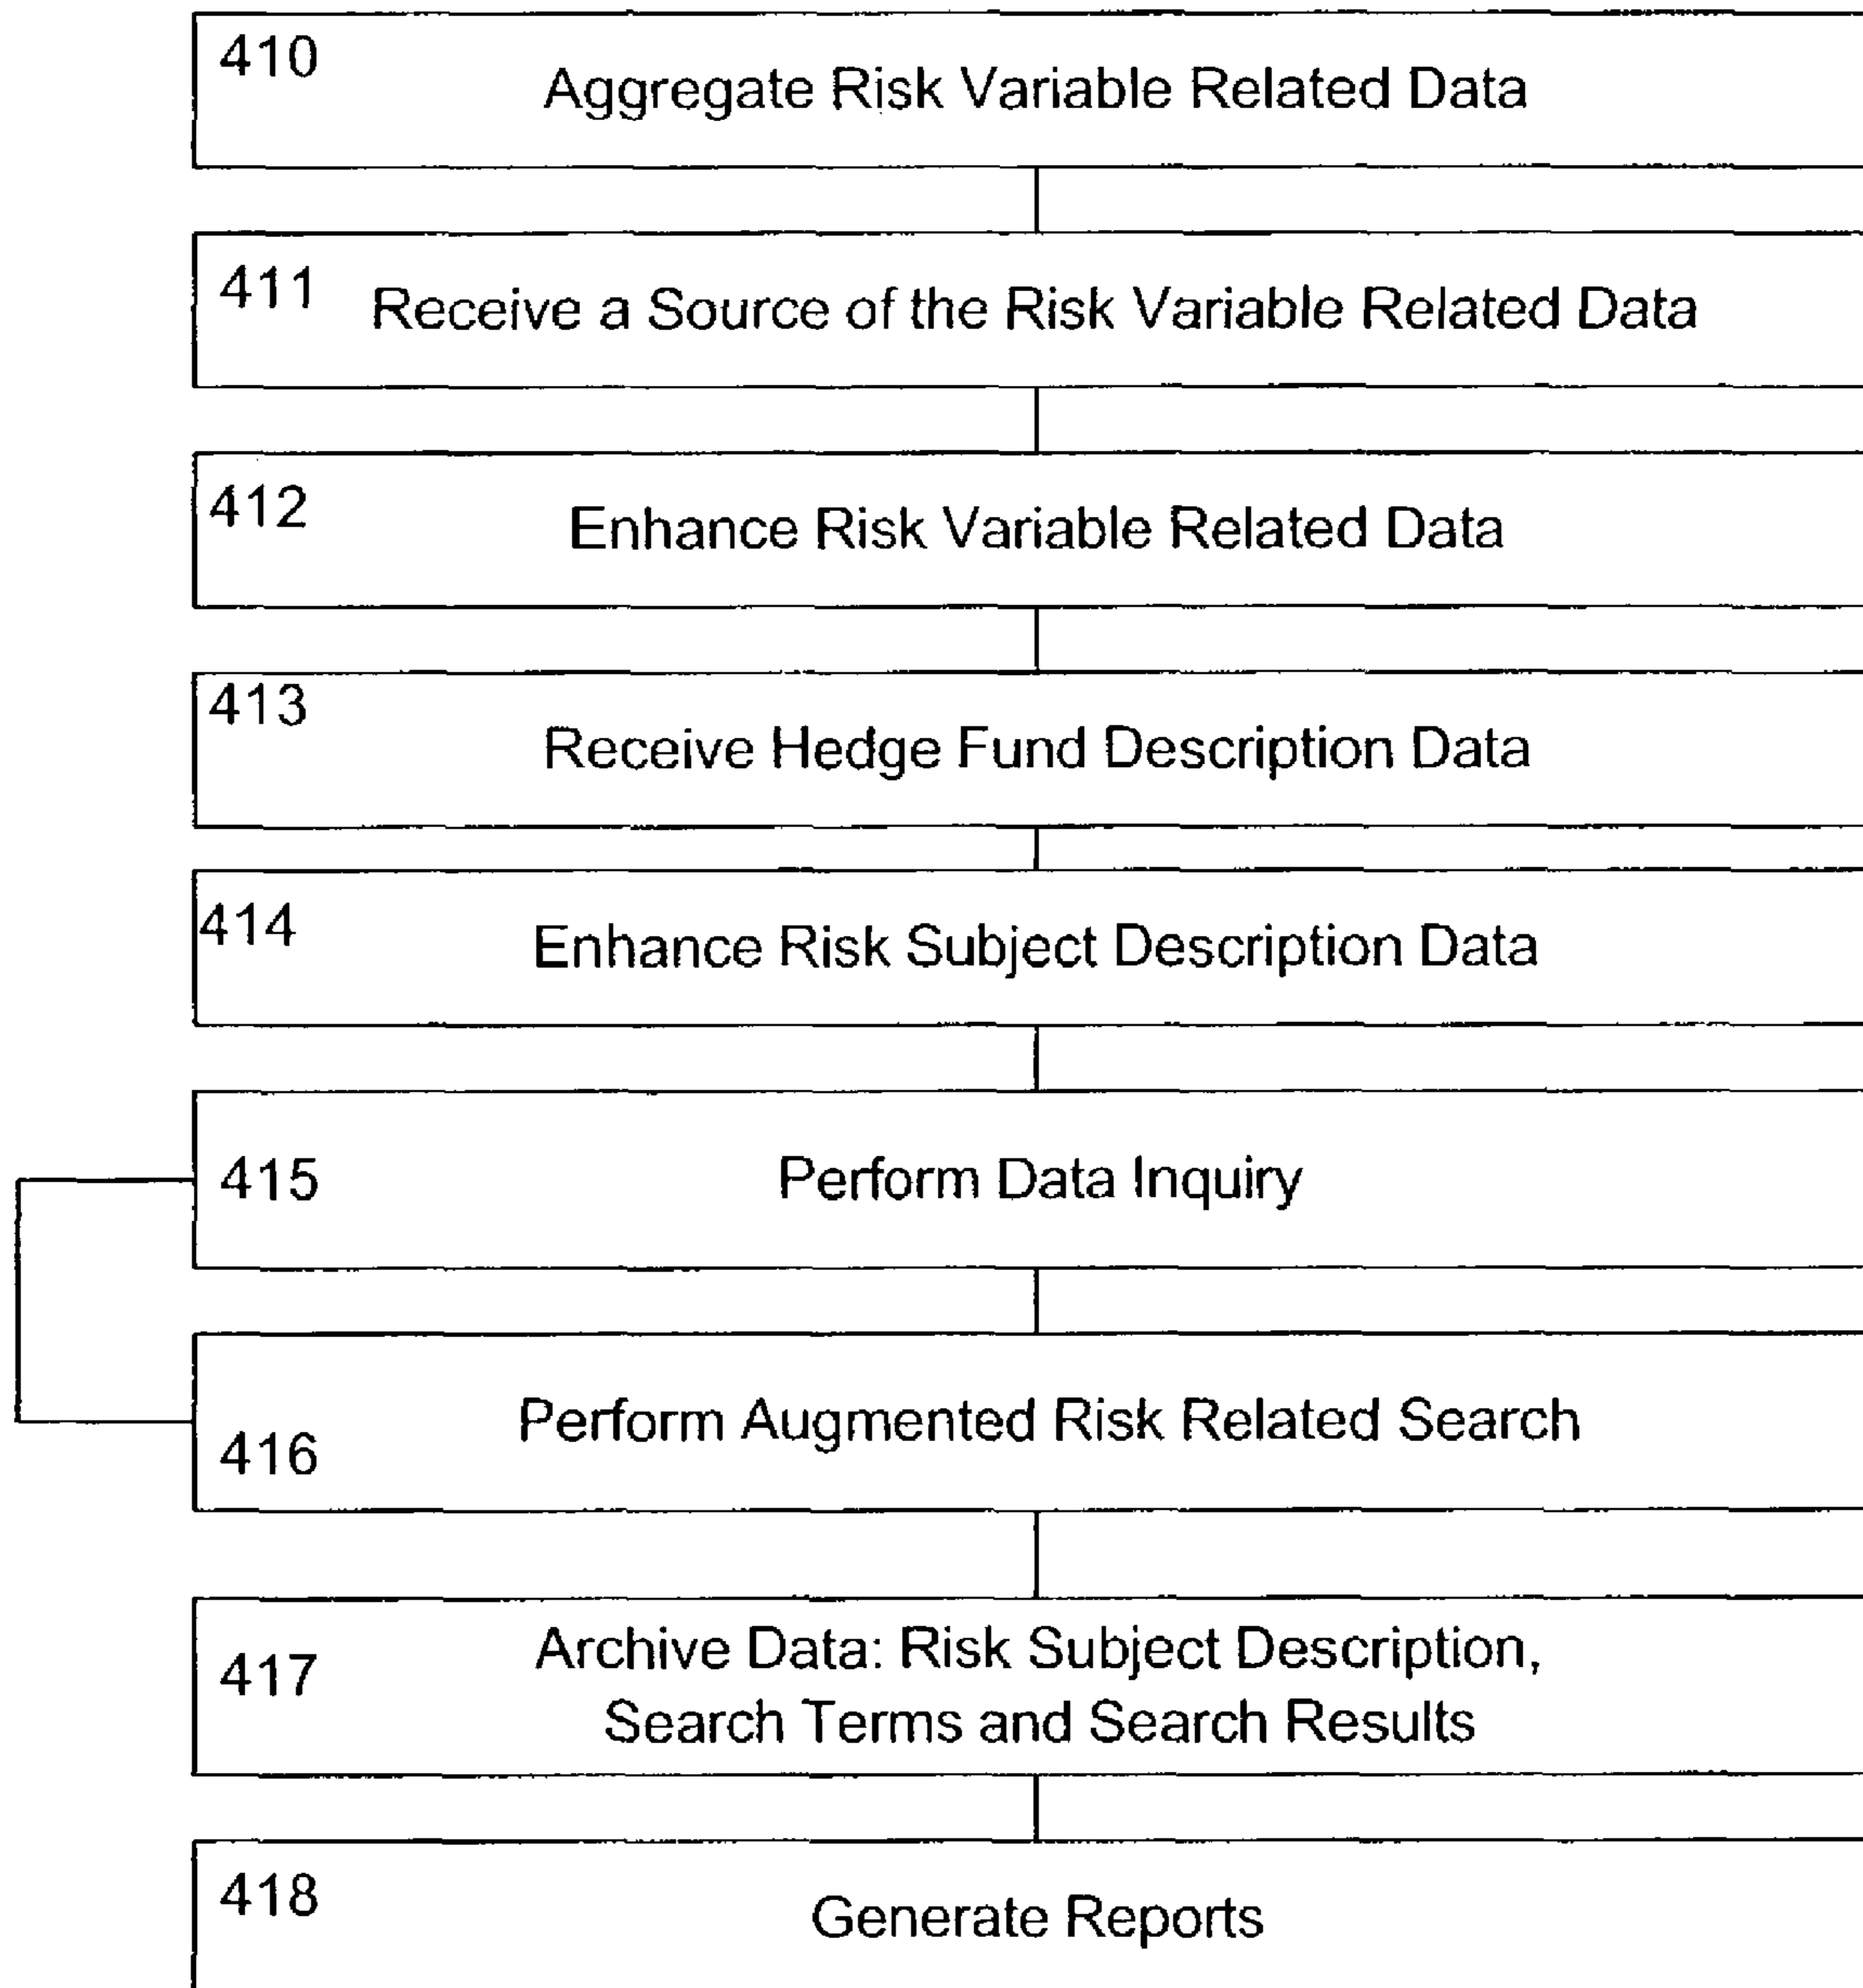 410
Aggregate Risk Variable Related Data
411
Receive a Source of the Risk Variable Related Data
412
Enhance Risk Variable Related Data
413
Receive Hedge Fund Description Data
414
Enhance Risk Subject Description Data
415
Perform Data Inquiry
416
Perform Augmented Risk Related Search
417
Archive Data: Risk Subject Description,
Search Terms and Search Results
418
Generate Reports